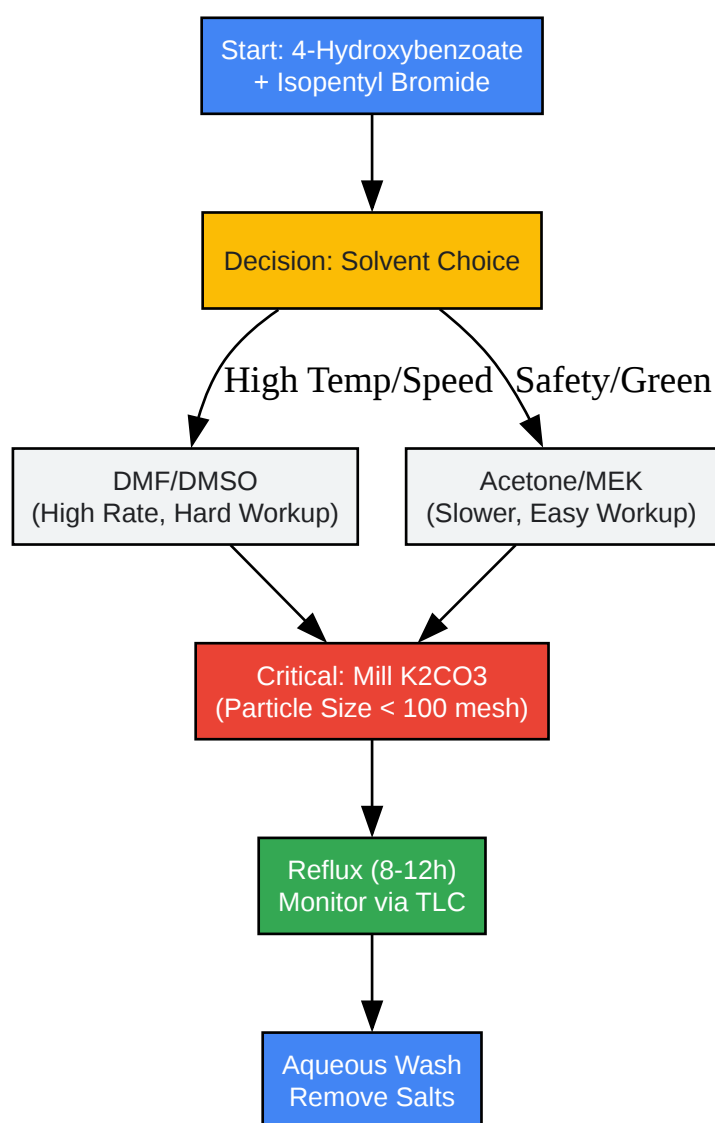 Start: 4-Hydroxybenzoate
+ Isopentyl Bromide
Decision: Solvent Choice
High Temp/Speed
Safety/Green
DMF/DMSO
(High Rate, Hard Workup)
Acetone/MEK
(Slower, Easy Workup)
Critical: Mill K2CO3
(Particle Size < 100 mesh)
Reflux (8-12h)
Monitor via TLC
Aqueous Wash
Remove Salts